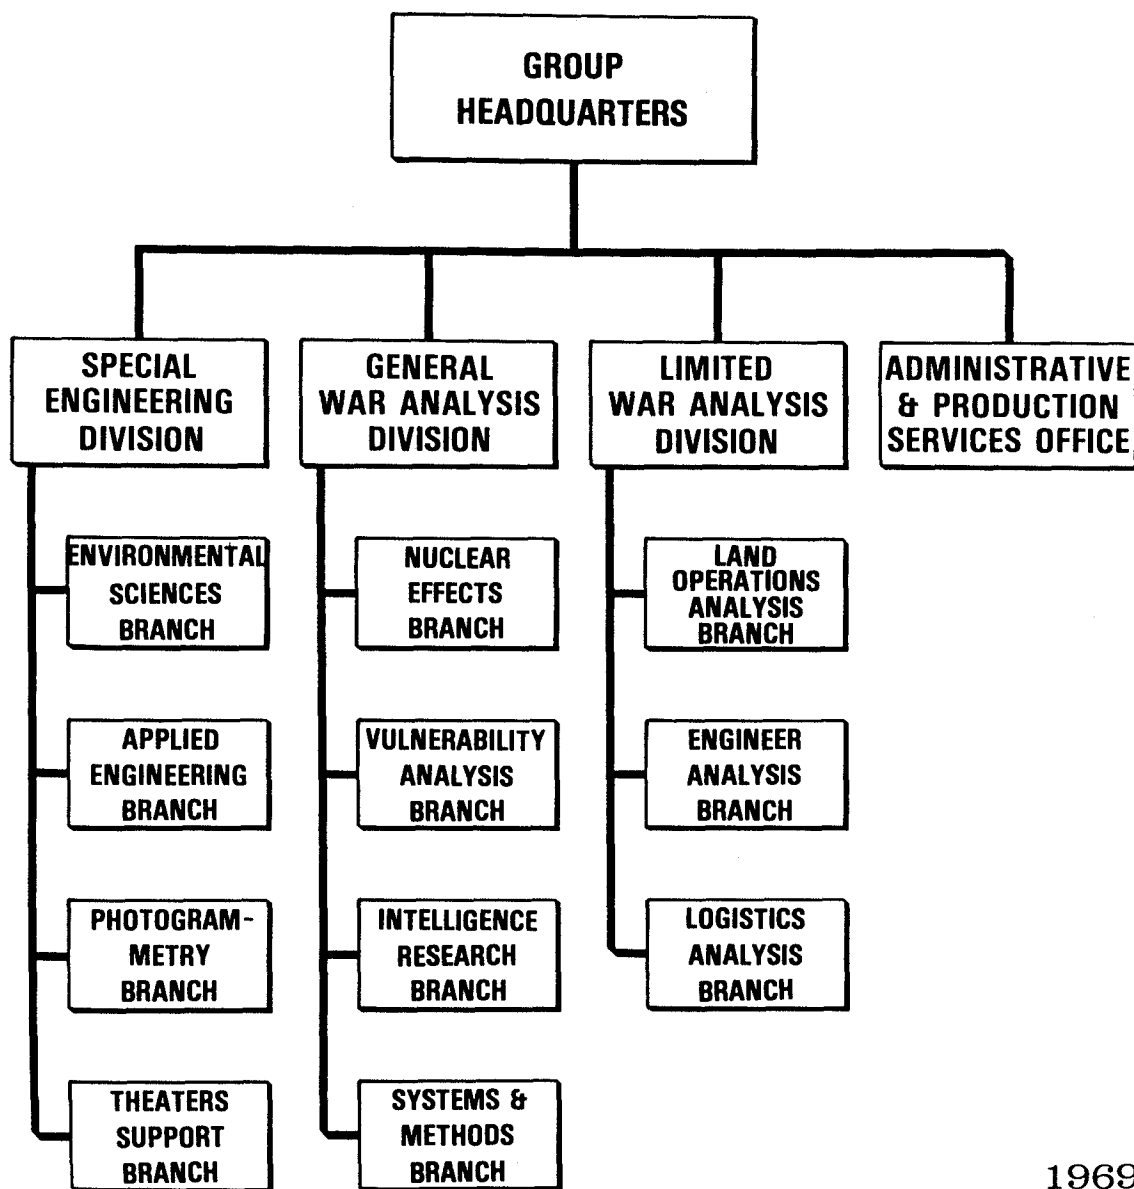 GROUP
HEADQUARTERS
SPECIAL
ENGINEERING
DIVISION
GENERAL
WAR ANALYSIS
DIVISION
LIMITED
WAR ANALYSIS
DIVISION
ADMINISTRATIVE
& PRODUCTION
SERVICES OFFICE
ENVIRONMENTAL
SCIENCES
BRANCH
APPLIED
ENGINEERING
BRANCH
PHOTOGRAM-
METRY
BRANCH
THEATERS
SUPPORT
BRANCH
NUCLEAR
EFFECTS
BRANCH
VULNERABILITY
ANALYSIS
BRANCH
INTELLIGENCE
RESEARCH
BRANCH
SYSTEMS &
METHODS
BRANCH
LAND
OPERATIONS
ANALYSIS
BRANCH
ENGINEER
ANALYSIS
BRANCH
LOGISTICS
ANALYSIS
BRANCH
1969